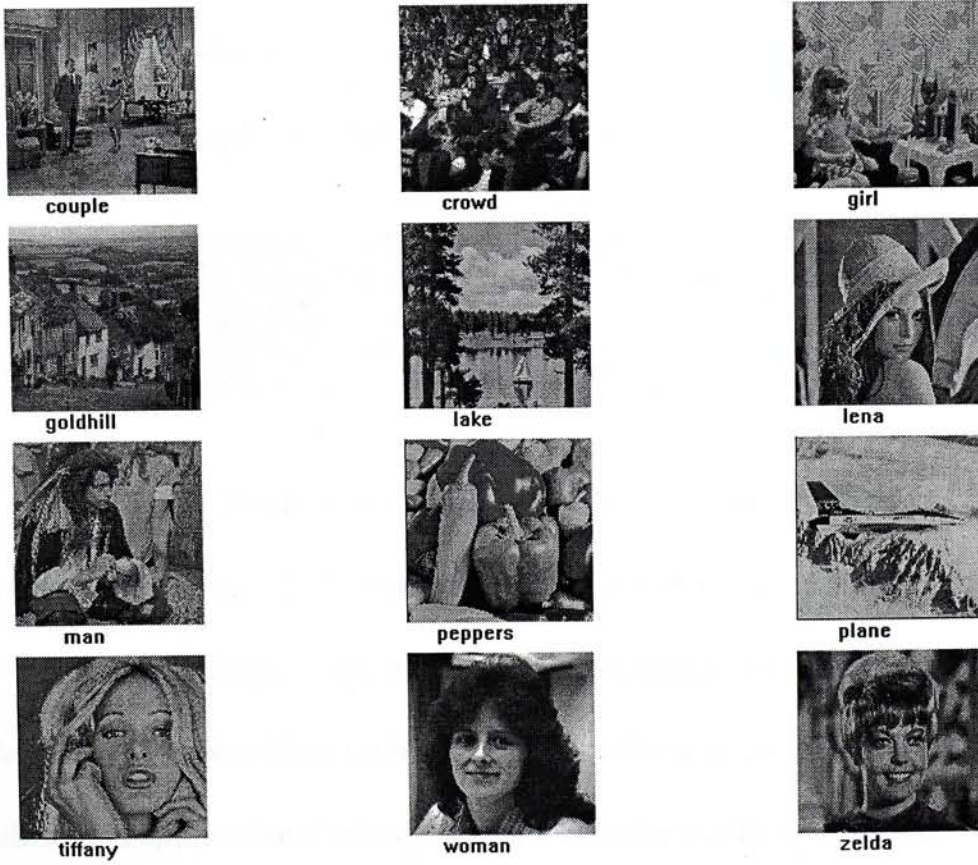 couple
crowd
girl
goldhill
lake
lena
man
peppers
plane
tiffany
woman
zelda